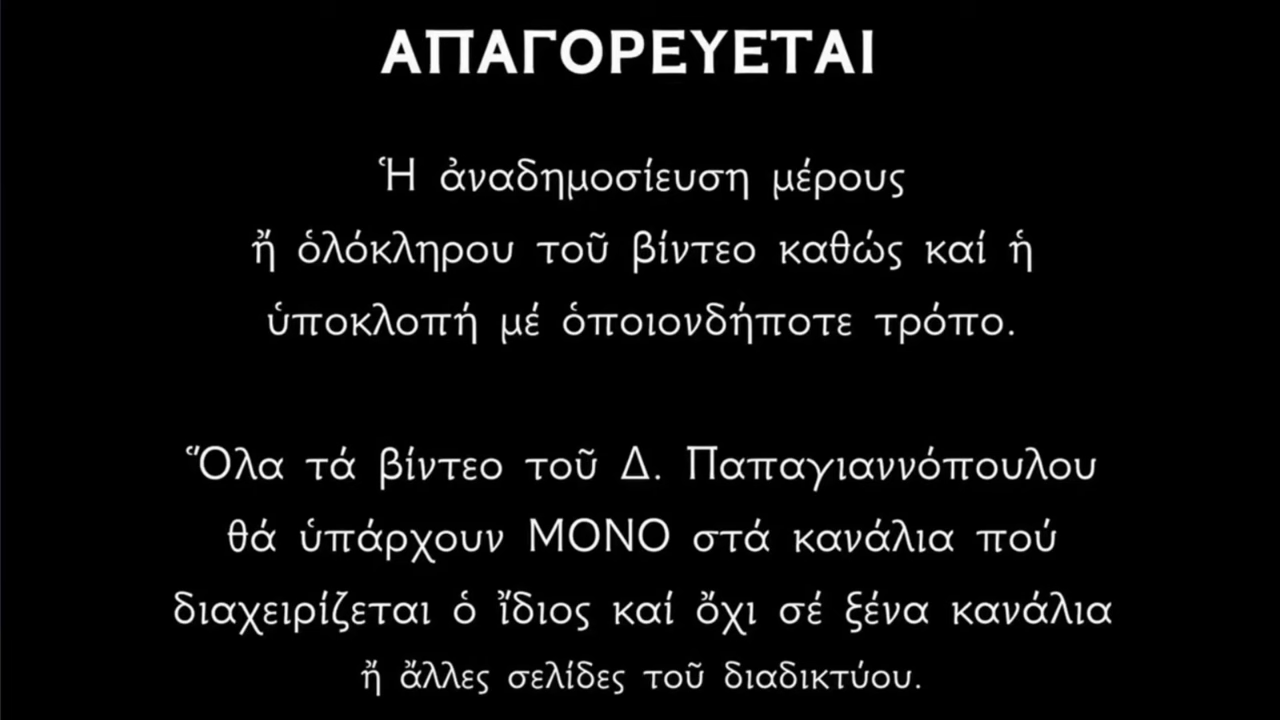 ΑΠΑΓΟΡΕΥΕΤΑΙ
Ἡ ἀναδημοσίευση μέρους
ἤ ὁλόκληρου τοῦ βίντεο καθώς καί ἡ
ὑποκλοπή μέ ὁποιονδήποτε τρόπο.
Ὅλα τά βίντεο τοῦ Δ. Παπαγιαννόπουλου
θά ὑπάρχουν ΜΟΝΟ στά κανάλια πού
διαχειρίζεται ὁ ἴδιος καί ὄχι σέ ξένα κανάλια
ἤ ἄλλες σελίδες τοῦ διαδικτύου.